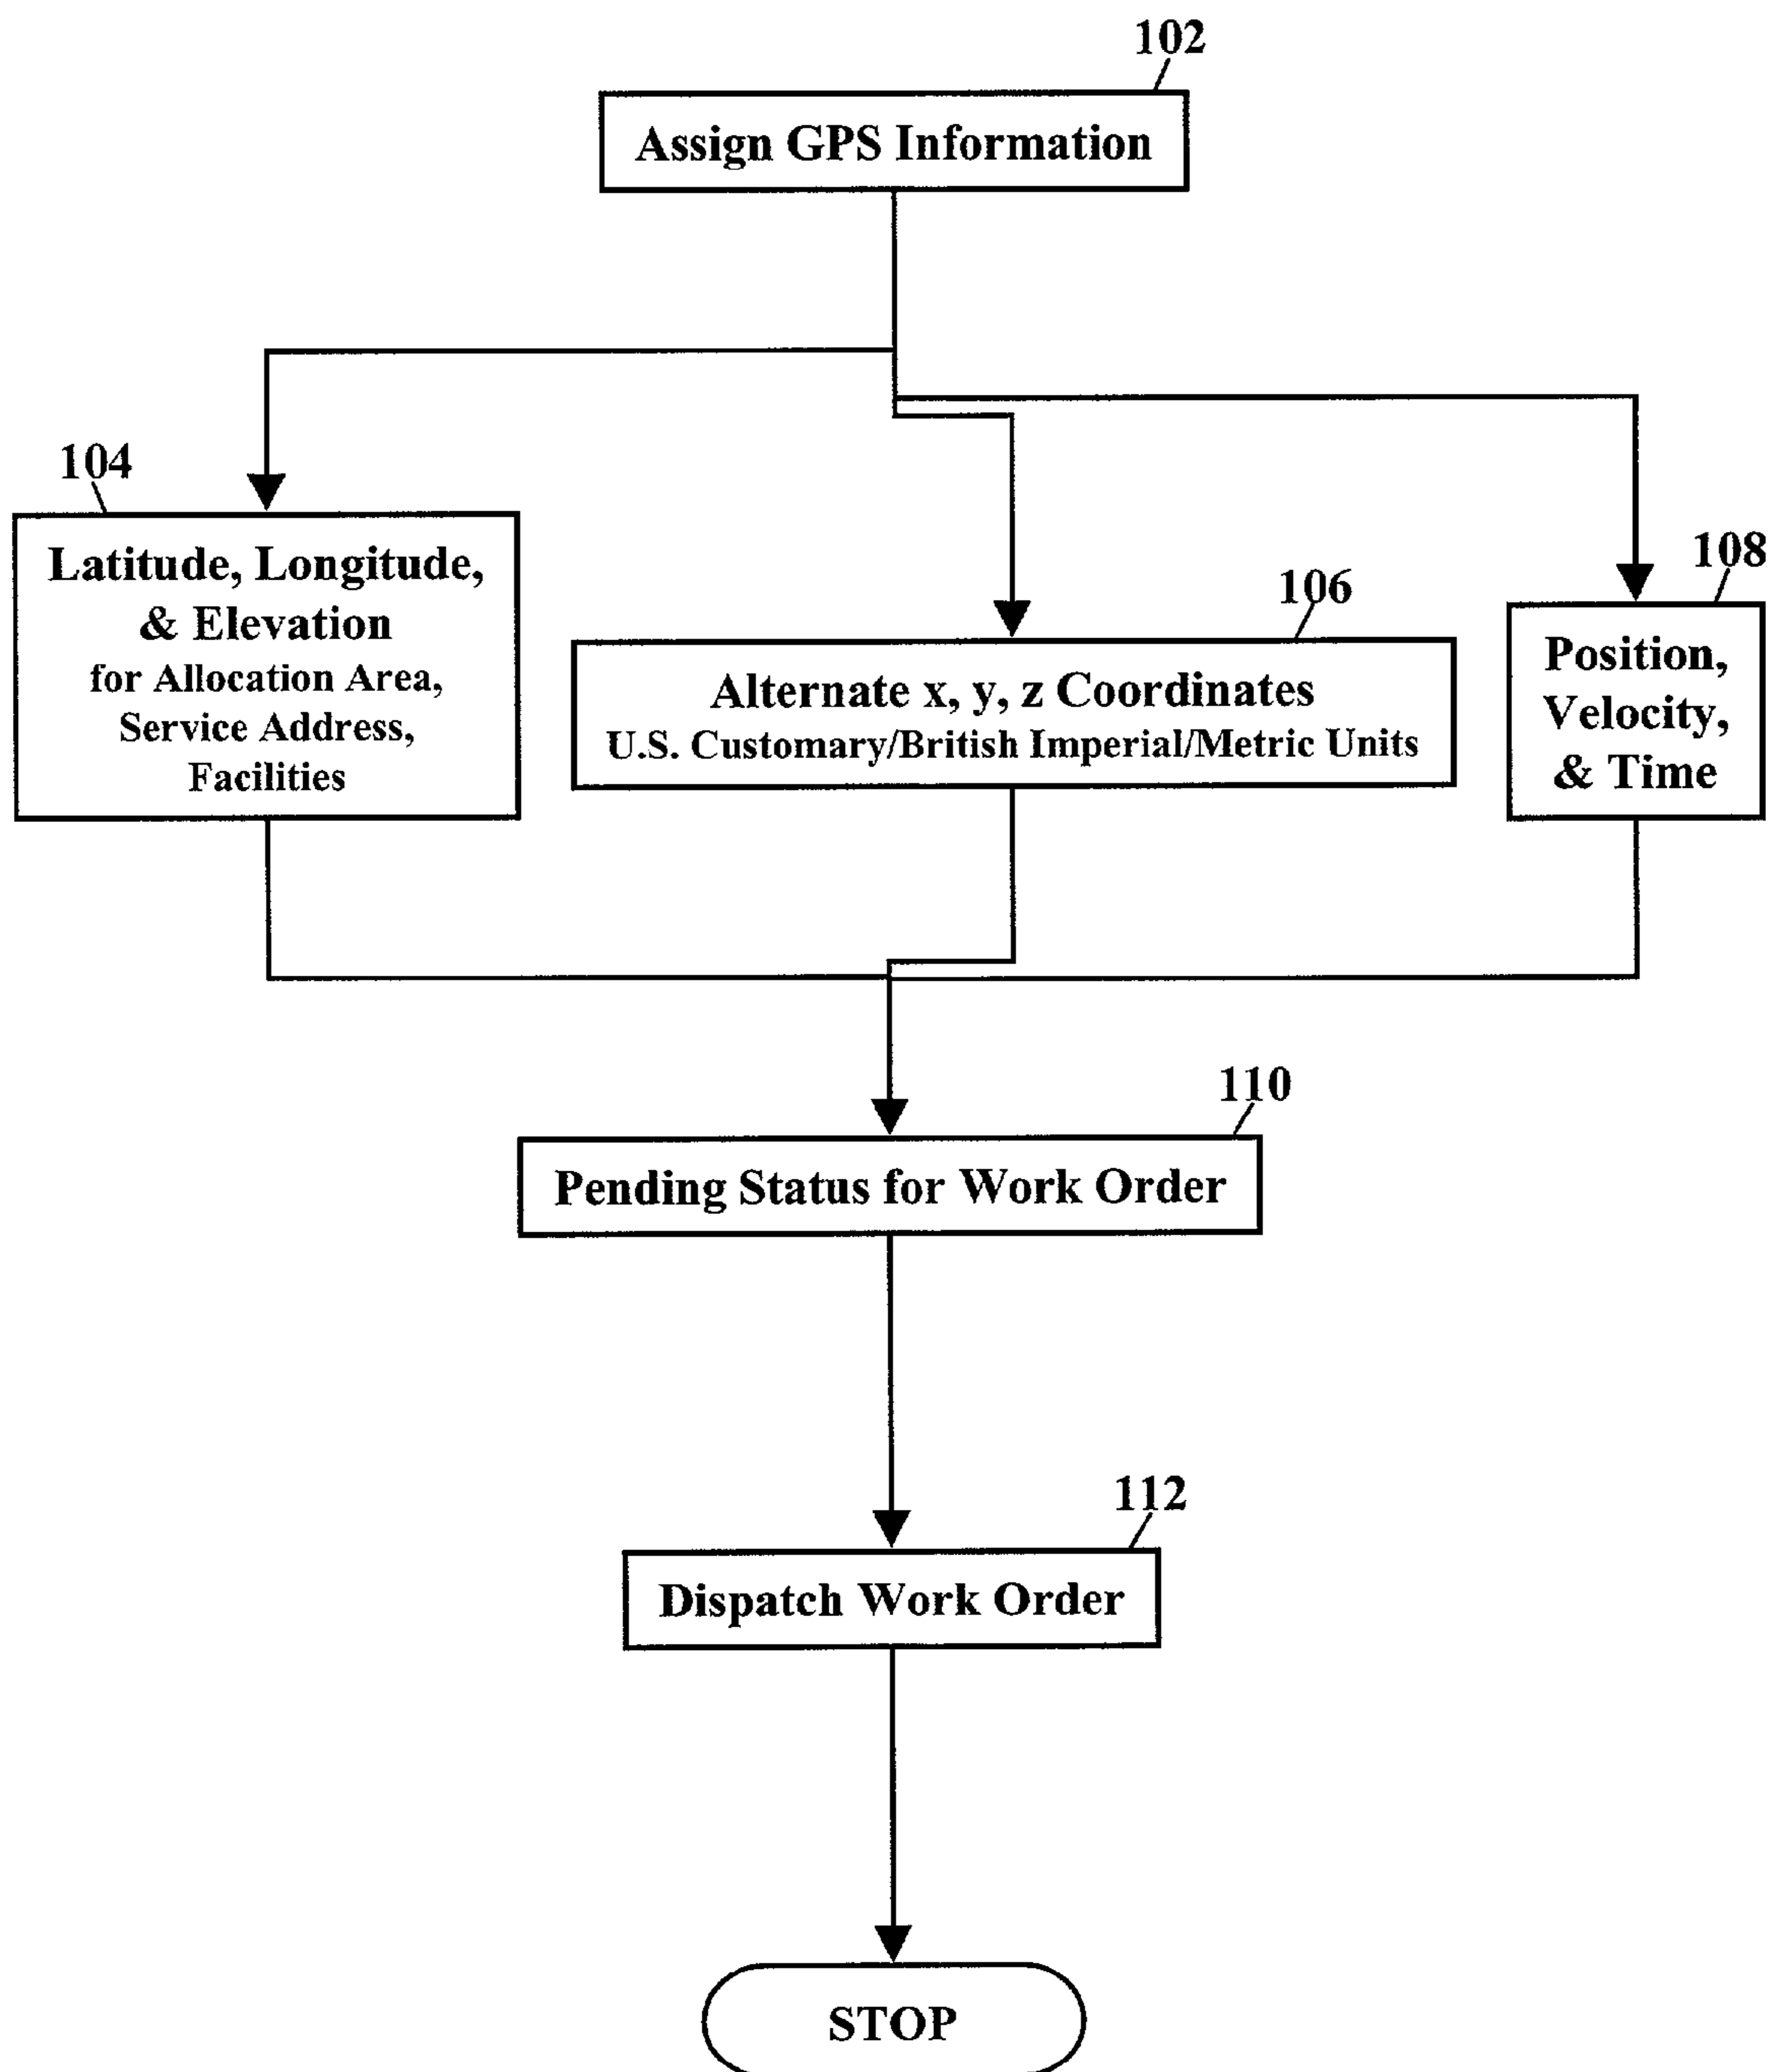 102
Assign GPS Information
104
Latitude, Longitude,
& Elevation
for Allocation Area,
Service Address,
Facilities
106
Alternate x, y, z Coordinates
U.S. Customary/British Imperial/Metric Units
108
Position,
Velocity,
& Time
110
Pending Status for Work Order
112
Dispatch Work Order
STOP